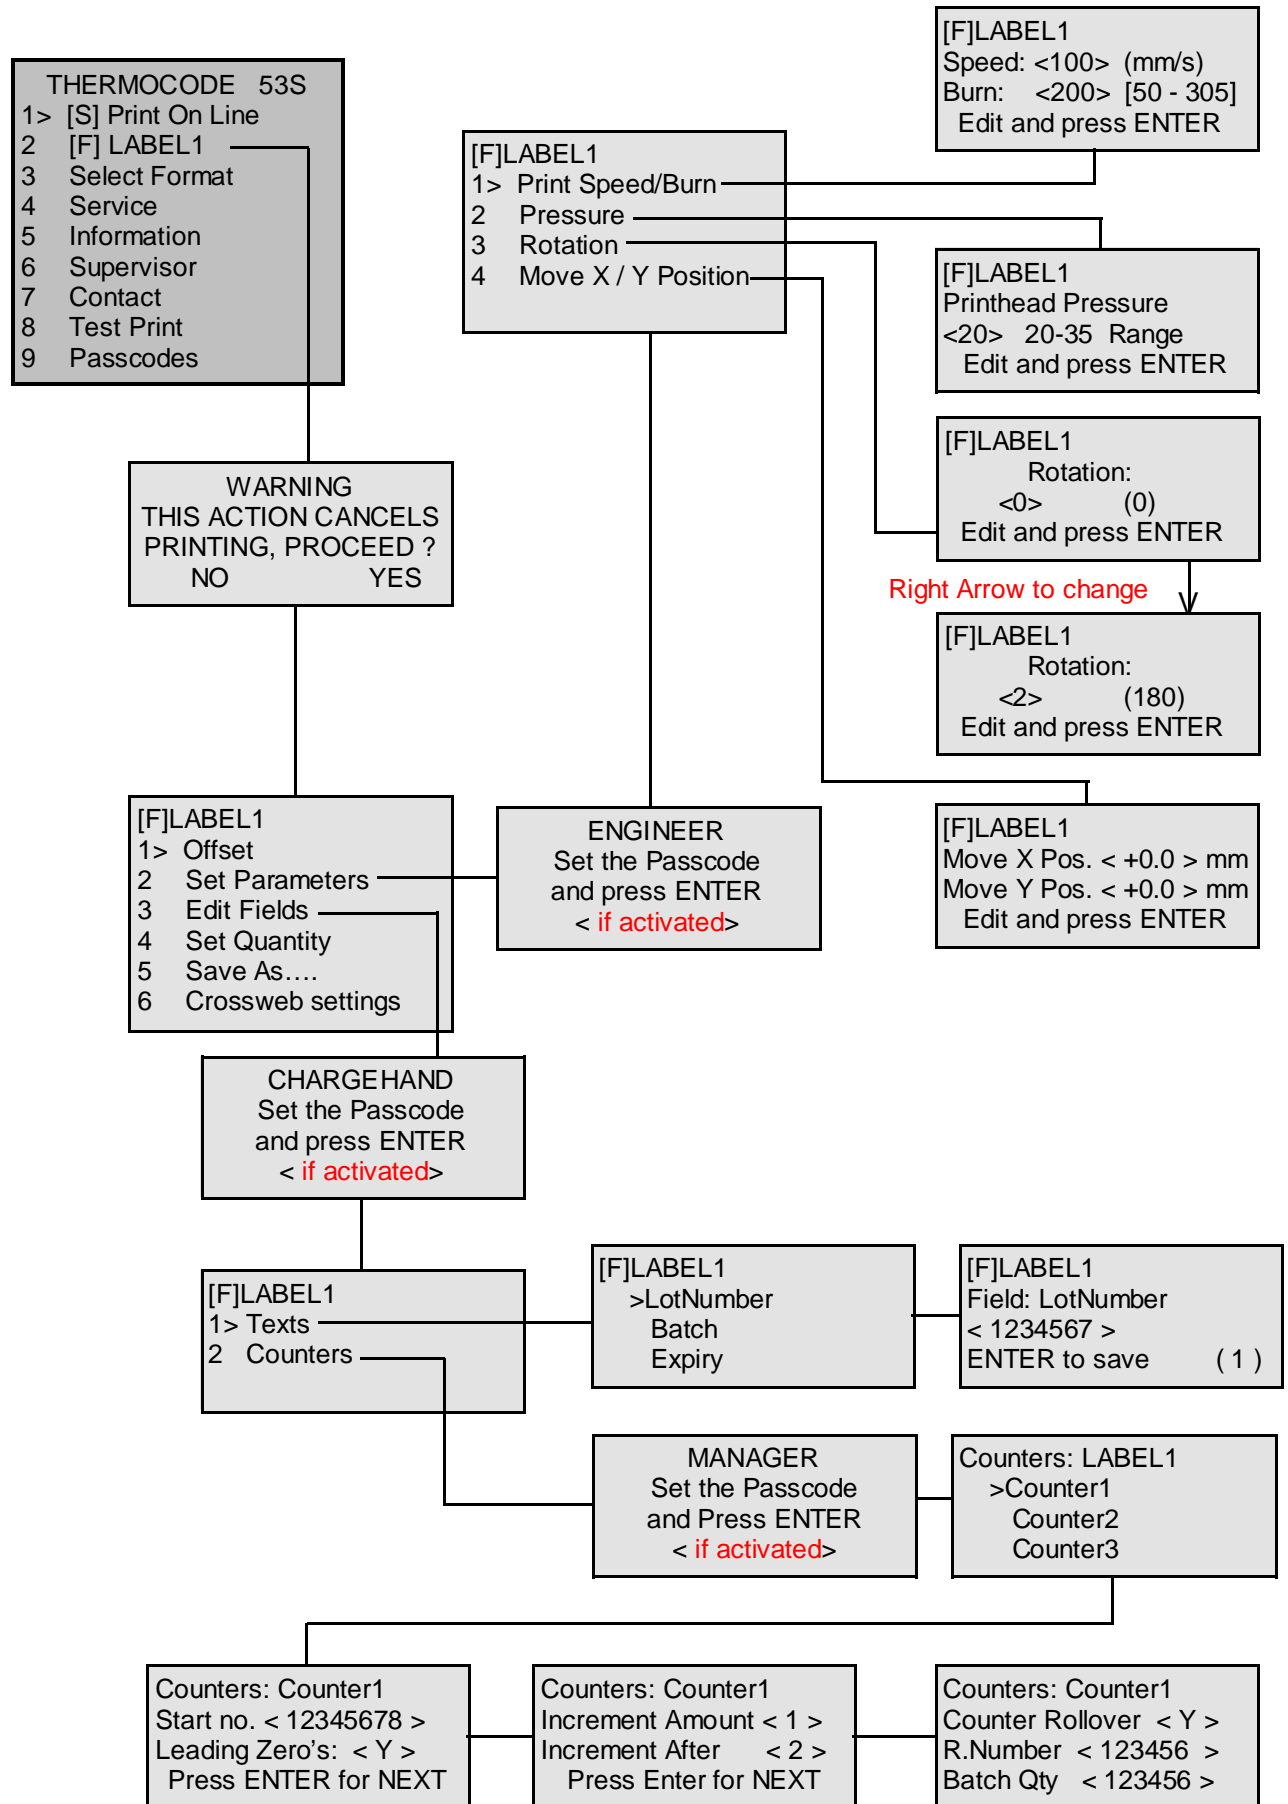 THERMOCODE 53S
1> [S] Print On Line
2 [F] LABEL1
3 Select Format
4 Service
5 Information
6 Supervisor
7 Contact
8 Test Print
9 Passcodes
[F]LABEL1
1> Print Speed/Burn
2 Pressure
3 Rotation
4 Move X / Y Position
[F]LABEL1
Speed: <100> (mm/s)
Burn: <200> [50 - 305]
Edit and press ENTER
[F]LABEL1
Printhead Pressure
<20> 20-35 Range
Edit and press ENTER
[F]LABEL1
Rotation:
<0> (0)
Edit and press ENTER
Right Arrow to change
[F]LABEL1
Rotation:
<2> (180)
Edit and press ENTER
[F]LABEL1
Move X Pos. < +0.0 > mm
Move Y Pos. < +0.0 > mm
Edit and press ENTER
WARNING
THIS ACTION CANCELS
PRINTING, PROCEED ?
NO YES
[F]LABEL1
1> Offset
2 Set Parameters
3 Edit Fields
4 Set Quantity
5 Save As....
6 Crossweb settings
ENGINEER
Set the Passcode
and press ENTER
< if activated>
CHARGEHAND
Set the Passcode
and press ENTER
< if activated>
[F]LABEL1
1> Texts
2 Counters
[F]LABEL1
>LotNumber
Batch
Expiry
[F]LABEL1
Field: LotNumber
< 1234567 >
ENTER to save ( 1 )
MANAGER
Set the Passcode
and Press ENTER
< if activated>
Counters: LABEL1
>Counter1
Counter2
Counter3
Counters: Counter1
Start no. < 12345678 >
Leading Zero's: < Y >
Press ENTER for NEXT
Counters: Counter1
Increment Amount < 1 >
Increment After < 2 >
Press Enter for NEXT
Counters: Counter1
Counter Rollover < Y >
R.Number < 123456 >
Batch Qty < 123456 >